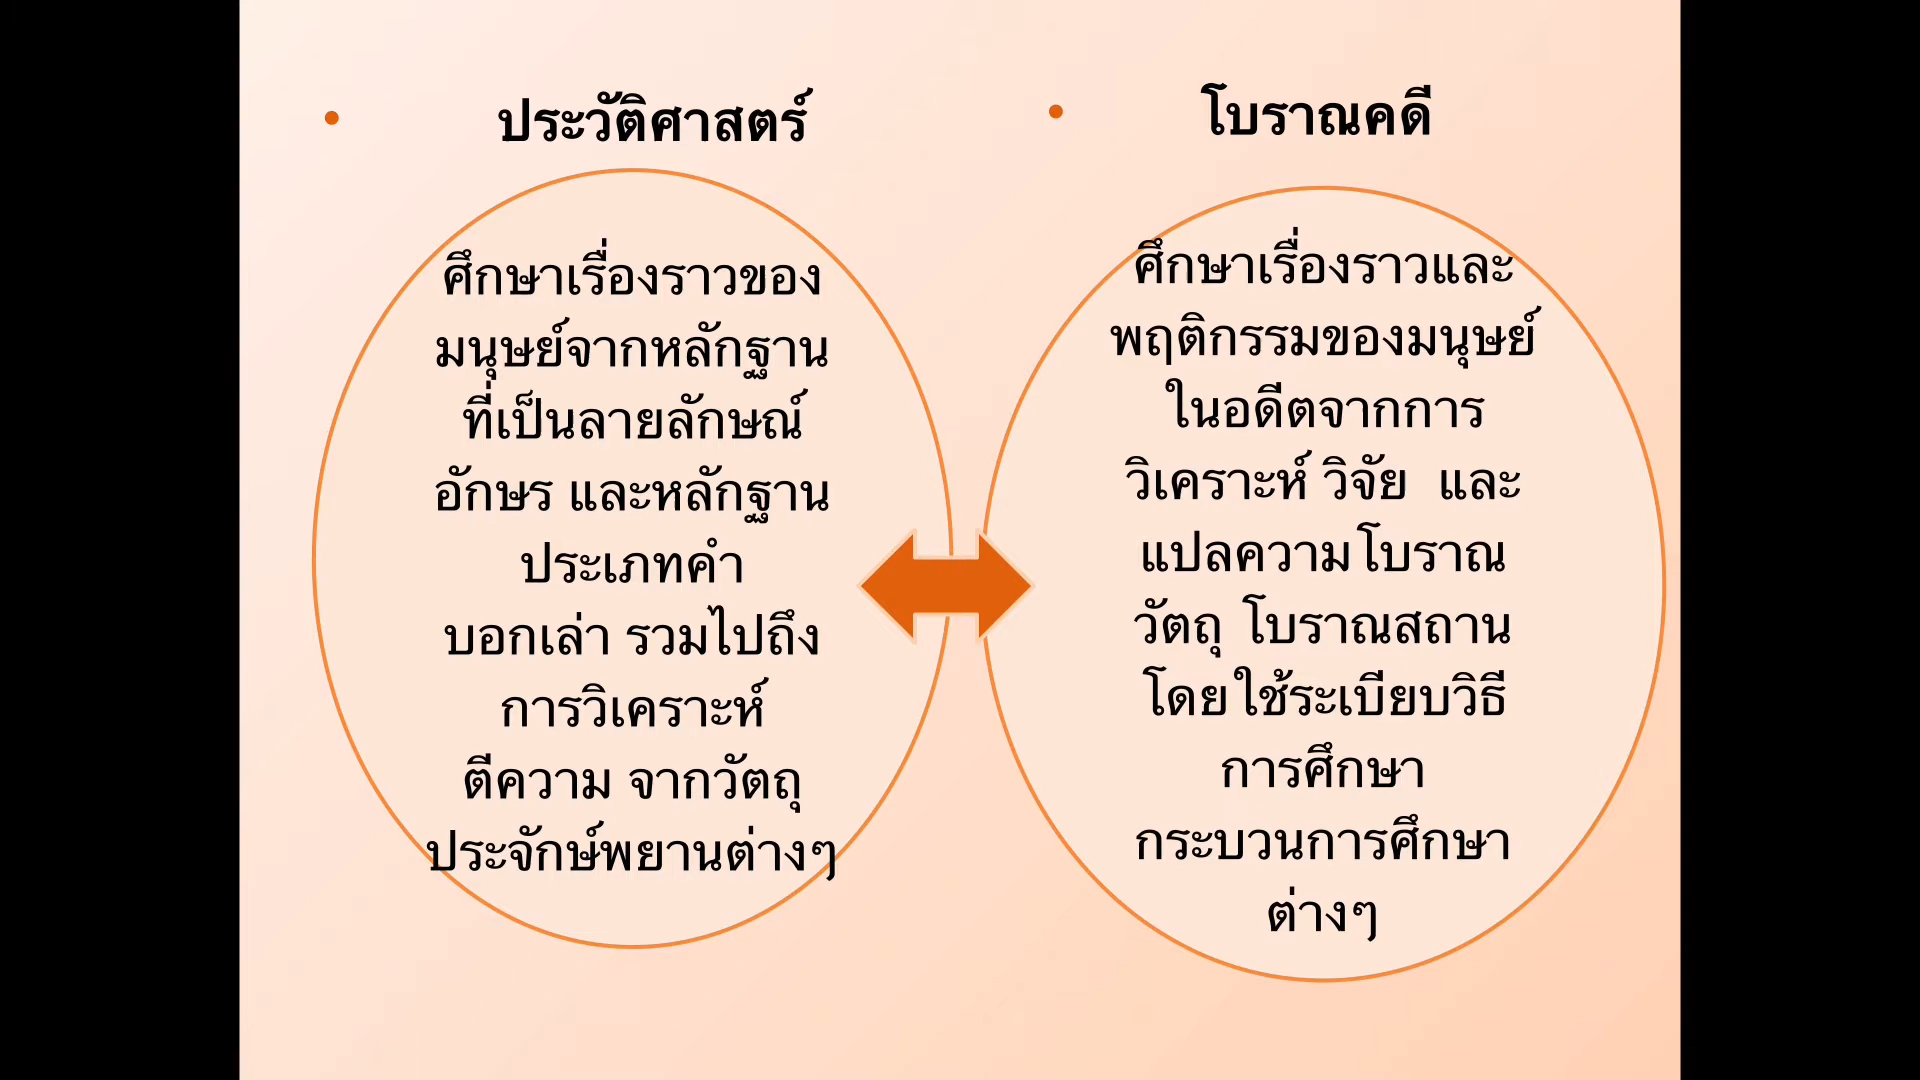 ประวัติศาสตร์
ศึกษาเรื่องราวของ
มนุษย์จากหลักฐาน
ที่เป็นลายลักษณ์
อักษร และหลักฐาน
ประเภทคำ
บอกเล่า รวมไปถึง
การวิเคราะห์
ตีความ จากวัตถุ
ประจักษ์พยานต่างๆ
โบราณคดี
ศึกษาเรื่องราวและ
พฤติกรรมของมนุษย์
ในอดีตจากการ
วิเคราะห์ วิจัย และ
แปลความโบราณ
วัตถุ โบราณสถาน
โดยใช้ระเบียบวิธี
การศึกษา
กระบวนการศึกษา
ต่างๆ